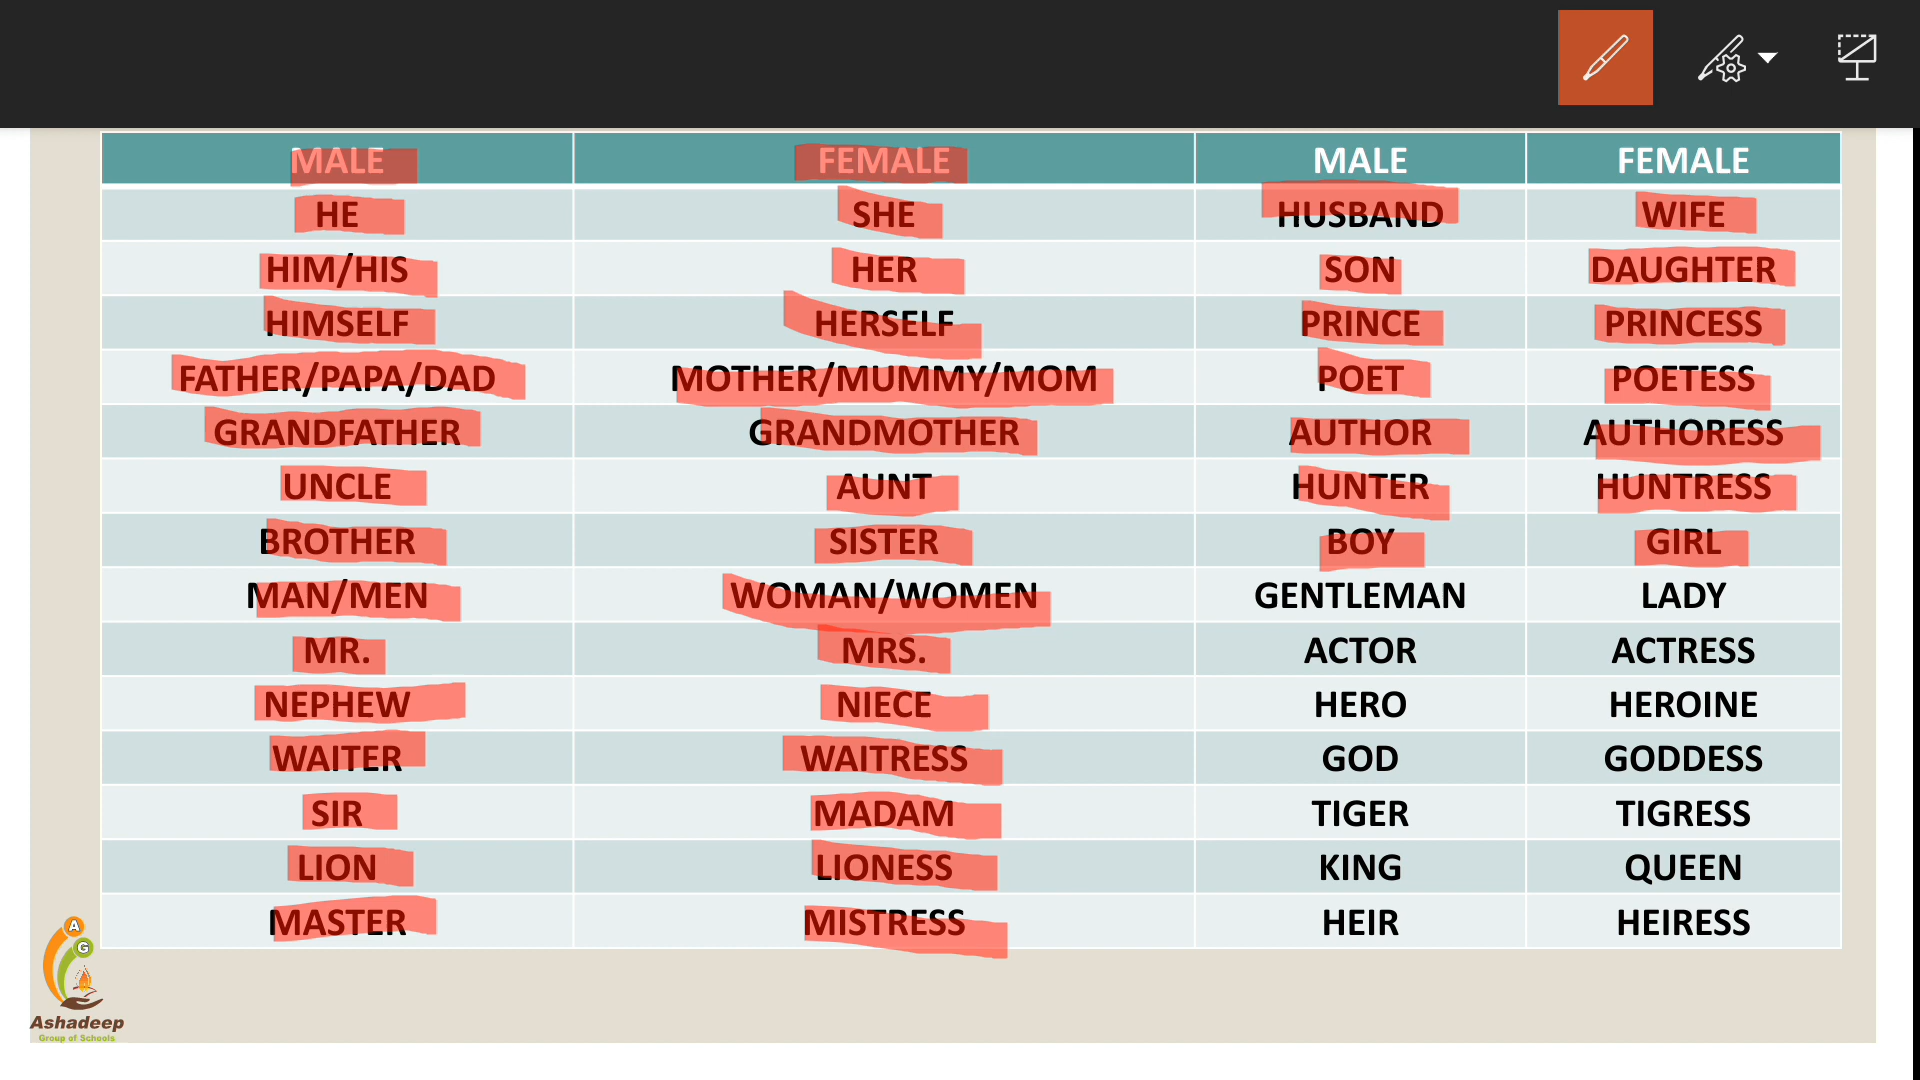 MALE FEMALE MALE FEMALE
HE SHE HUSBAND WIFE
HIM/HIS HER SON DAUGHTER
HIMSELF HERSELF PRINCE PRINCESS
FATHER/PAPA/DAD MOTHER/MUMMY/MOM POET POETESS
GRANDFATHER GRANDMOTHER AUTHOR AUTHORESS
UNCLE AUNT HUNTER HUNTRESS
BROTHER SISTER BOY GIRL
MAN/MEN WOMAN/WOMEN GENTLEMAN LADY
MR. MRS. ACTOR ACTRESS
NEPHEW NIECE HERO HEROINE
WAITER WAITRESS GOD GODDESS
SIR MADAM TIGER TIGRESS
LION LIONESS KING QUEEN
MASTER MISTRESS HEIR HEIRESS
A
G
Ashadeep
Group of Schools